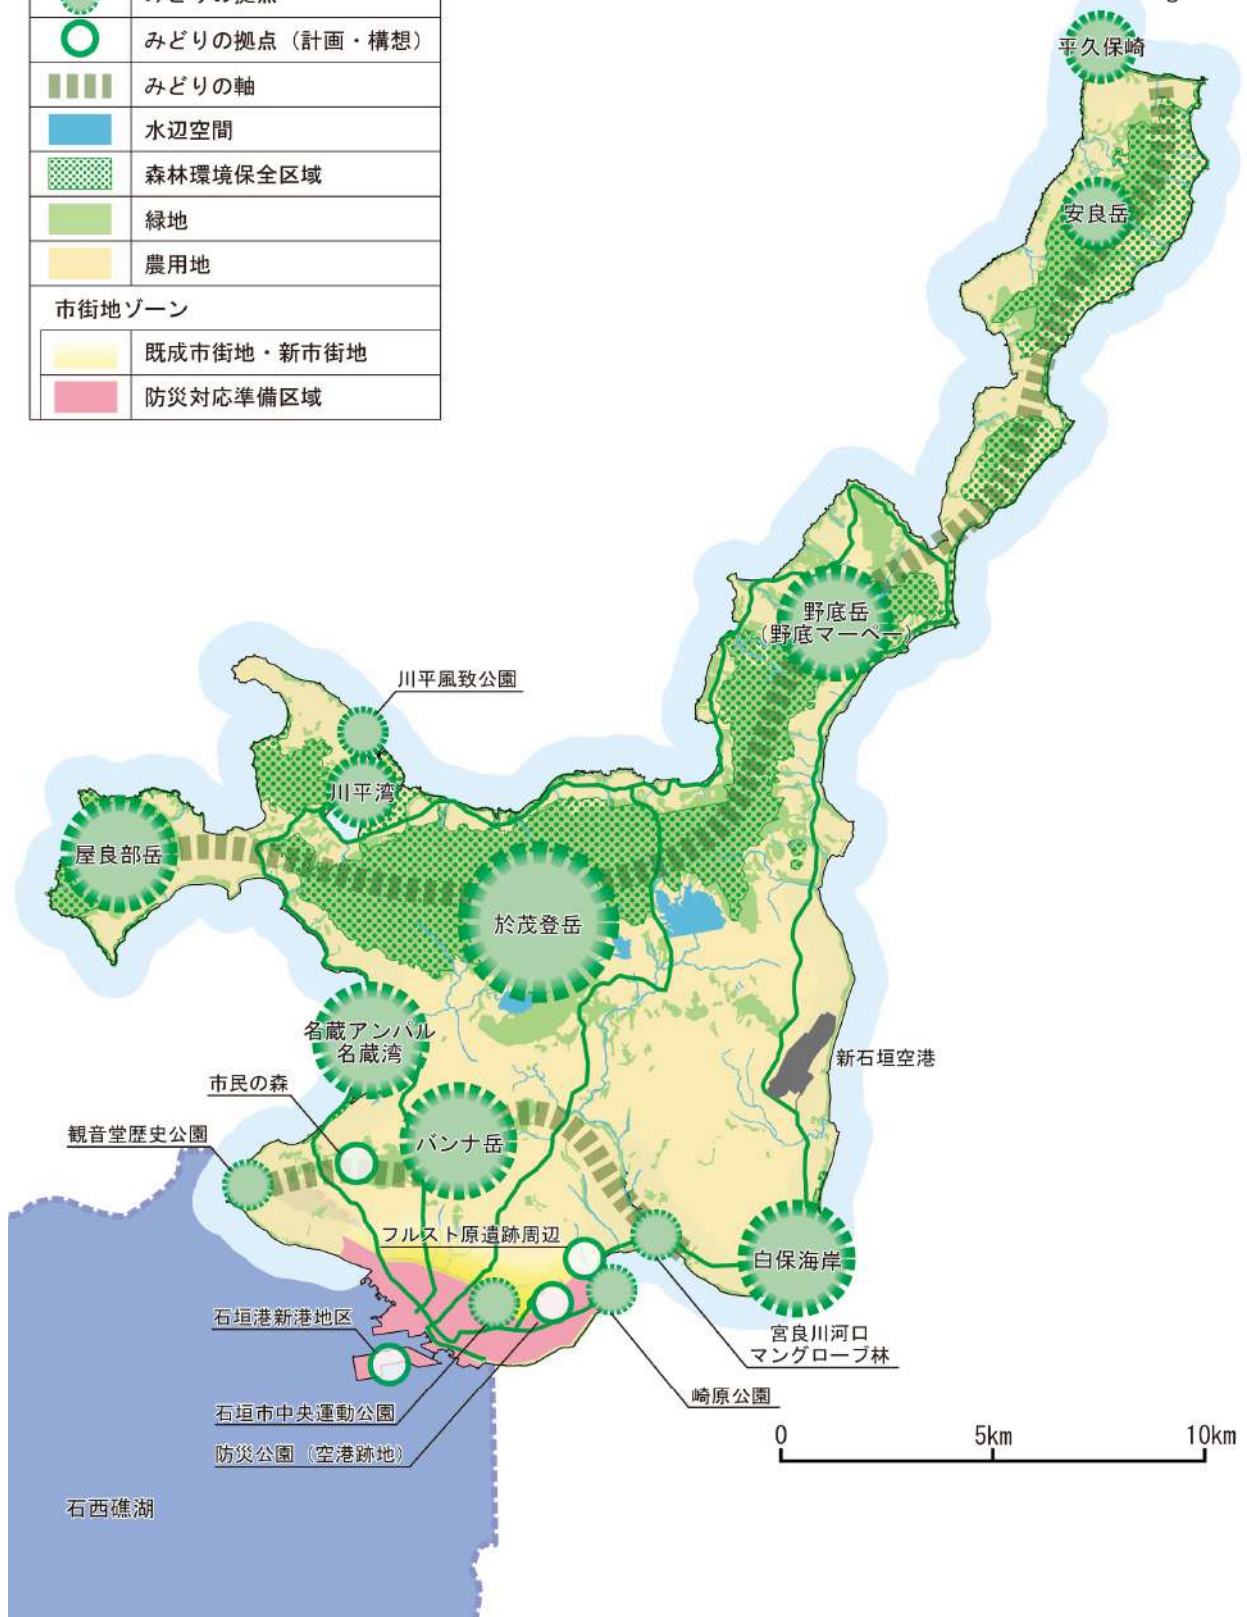 みどりの拠点
みどりの拠点（計画・構想）
みどりの軸
水辺空間
森林環境保全区域
緑地
農用地
市街地ゾーン
既成市街地・新市街地
防災対応準備区域
平久保崎
安良岳
野底岳
（野底マーペー）
川平風致公園
川平湾
屋良部岳
於茂登岳
名蔵アンパル
名蔵湾
新石垣空港
市民の森
観音堂歴史公園
バンナ岳
フルスト原遺跡周辺
白保海岸
石垣港新港地区
宮良川河口
マングローブ林
崎原公園
石垣市中央運動公園
防災公園（空港跡地）
0 5km 10km
石西礁湖